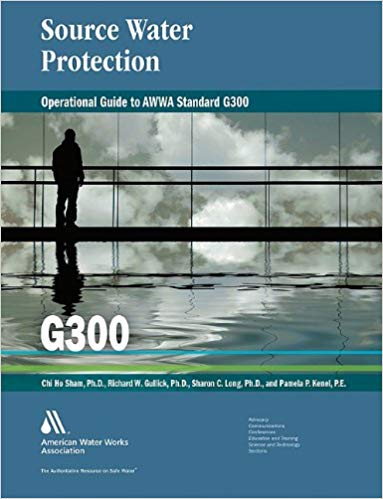 Source Water
Protection
Operational Guide to AWWA Standard G300
G300
Chi Ho Sham, Ph.D., Richard W. Gullick, Ph.D., Sharon C. Long, Ph.D., and Pamela P. Kenel, P.E.
American Water Works
Association
The Authoritative Resource on Safe Water
Advocacy
Communications
Conferences
Education and Training
Science and Technology
Sections